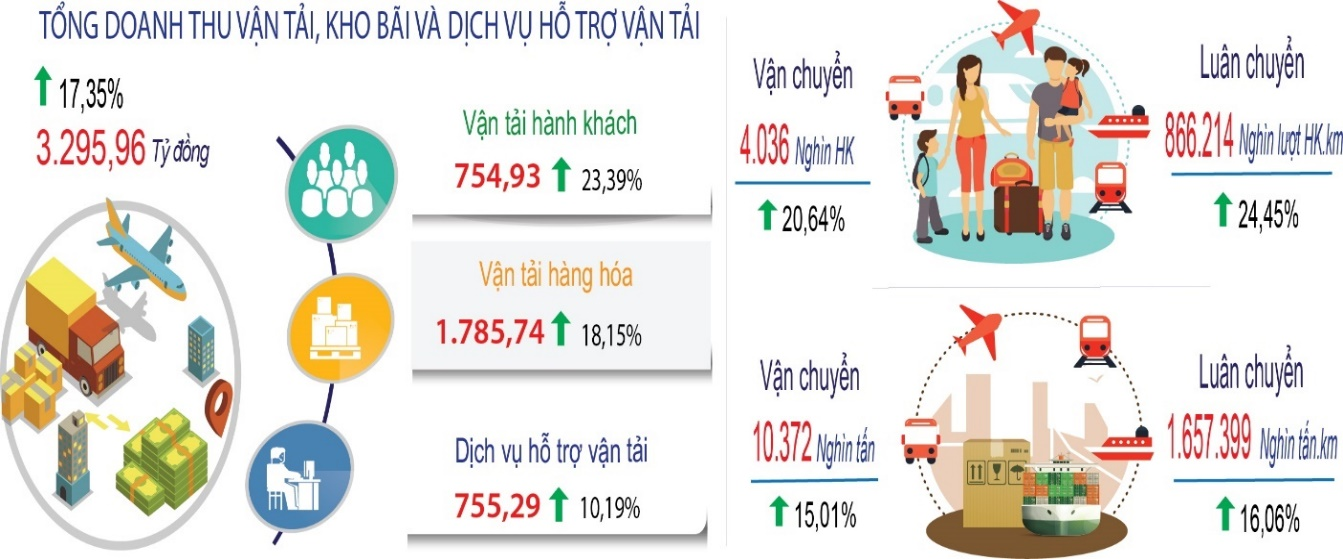 TỔNG DOANH THU VẬN TẢI, KHO BÃI VÀ DỊCH VỤ HỖ TRỢ VẬN TẢI
17,35%
3.295,96 Tỷ đồng
Vận tải hành khách
754,93 23,39%
Vận tải hàng hóa
1.785,74 18,15%
Dịch vụ hỗ trợ vận tải
755,29 10,19%
Vận chuyển
4.036 Nghìn HK
20,64%
Luân chuyển
866.214 Nghìn lượt HK.km
24,45%
Vận chuyển
10.372 Nghìn tấn
15,01%
Luân chuyển
1.657.399 Nghìn tấn.km
16,06%